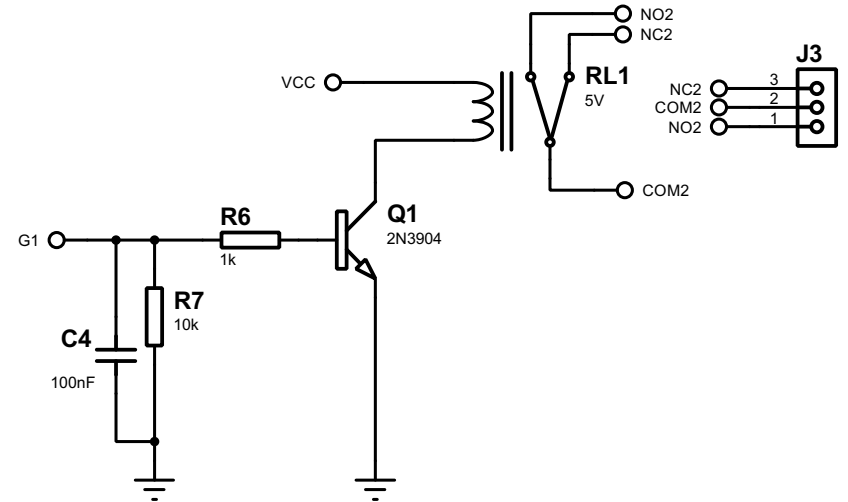 NO2
NC2
J3
VCC
RL1
5V
NC2
3
COM2
2
NO2
1
COM2
R6
Q1
2N3904
G1
1k
R7
10k
C4
100nF